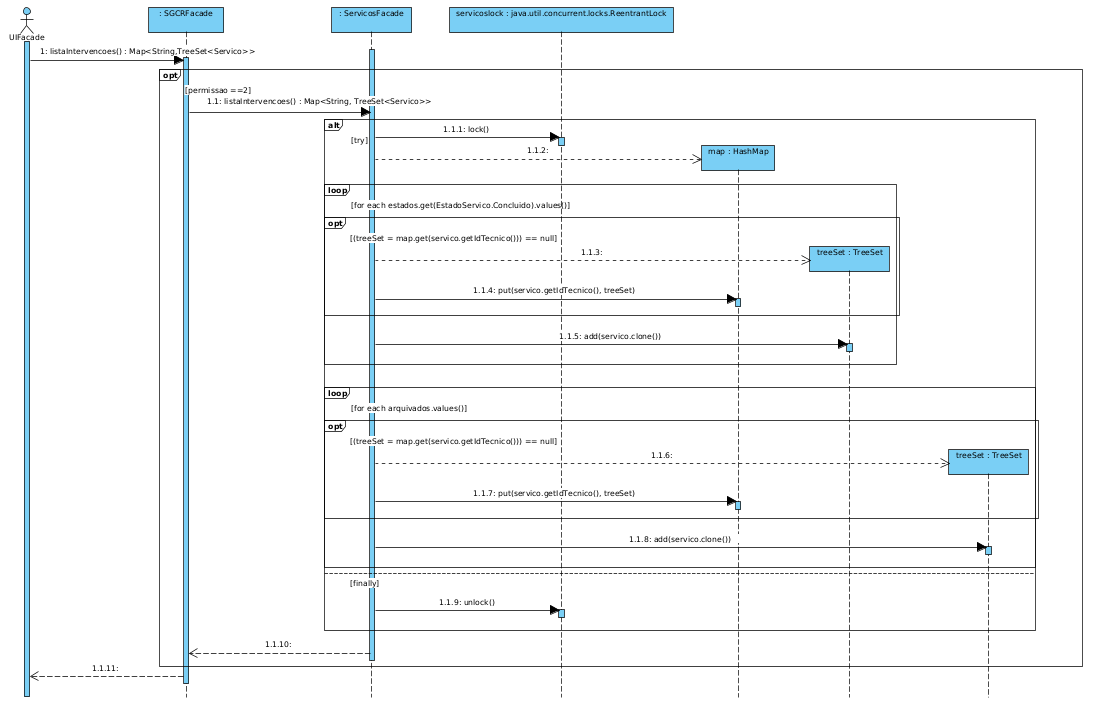 : SGCRFacade
: ServicosFacade
servicoslock : java.util.concurrent.locks.ReentrantLock
UIFacade
1: listaIntervencoes() : Map<String,TreeSet<Servico>>
opt
[permissao ==2]
1.1: listaIntervencoes() : Map<String, TreeSet<Servico>>
alt
1.1.1: lock()
[try]
1.1.2:
map : HashMap
loop
[for each estados.get(EstadoServico.Concluido).values()]
opt
[(treeSet = map.get(servico.getIdTecnico())) == null]
1.1.3:
treeSet : TreeSet
1.1.4: put(servico.getIdTecnico(), treeSet)
1.1.5: add(servico.clone())
loop
[for each arquivados.values()]
opt
[(treeSet = map.get(servico.getIdTecnico())) == null]
1.1.6:
treeSet : TreeSet
1.1.7: put(servico.getIdTecnico(), treeSet)
1.1.8: add(servico.clone())
[finally]
1.1.9: unlock()
1.1.10:
1.1.11: